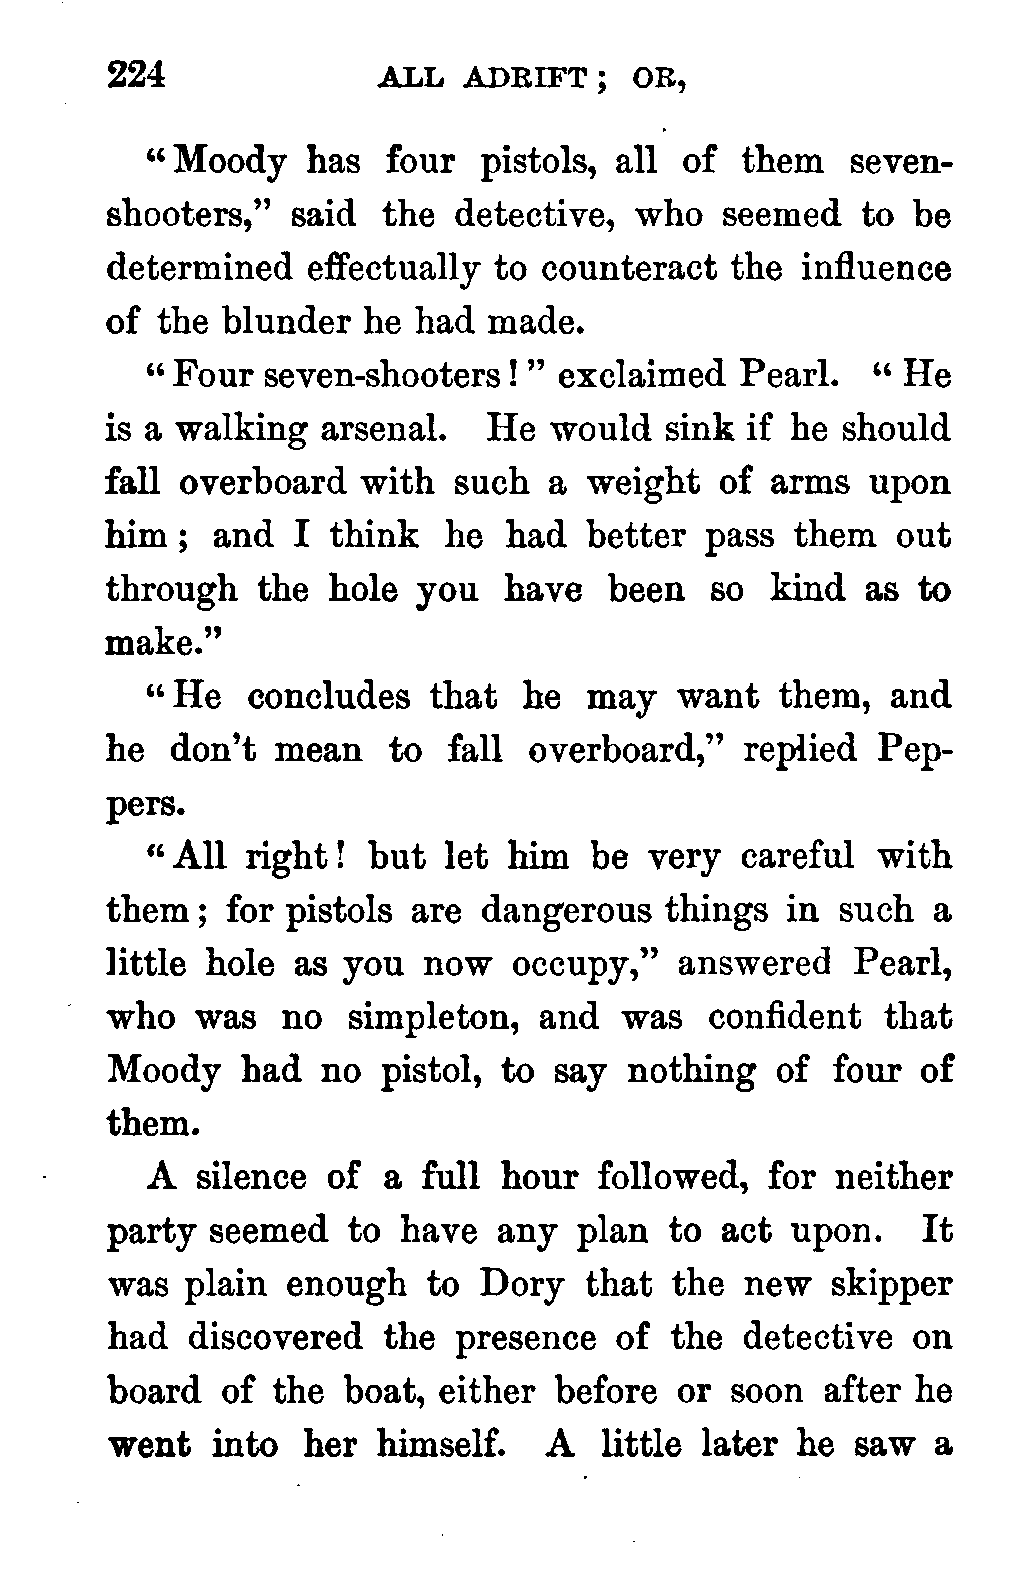 224 ALL ADRIFT; OR,
"Moody has four pistols, all of them seven-
shooters," said the detective, who seemed to be
determined effectually to counteract the influence
of the blunder he had made.
"Four seven-shooters!" exclaimed Pearl. "He
is a walking arsenal. He would sink if he should
fall overboard with such a weight of arms upon
him; and I think he had better pass them out
through the hole you have been so kind as to
make."
"He concludes that he may want them, and
he don't mean to fall overboard," replied Pep-
pers.
"All right! but let him be very careful with
them; for pistols are dangerous things in such a
little hole as you now occupy," answered Pearl,
who was no simpleton, and was confident that
Moody had no pistol, to say nothing of four of
them.
A silence of a full hour followed, for neither
party seemed to have any plan to act upon. It
was plain enough to Dory that the new skipper
had discovered the presence of the detective on
board of the boat, either before or soon after he
went into her himself. A little later he saw a